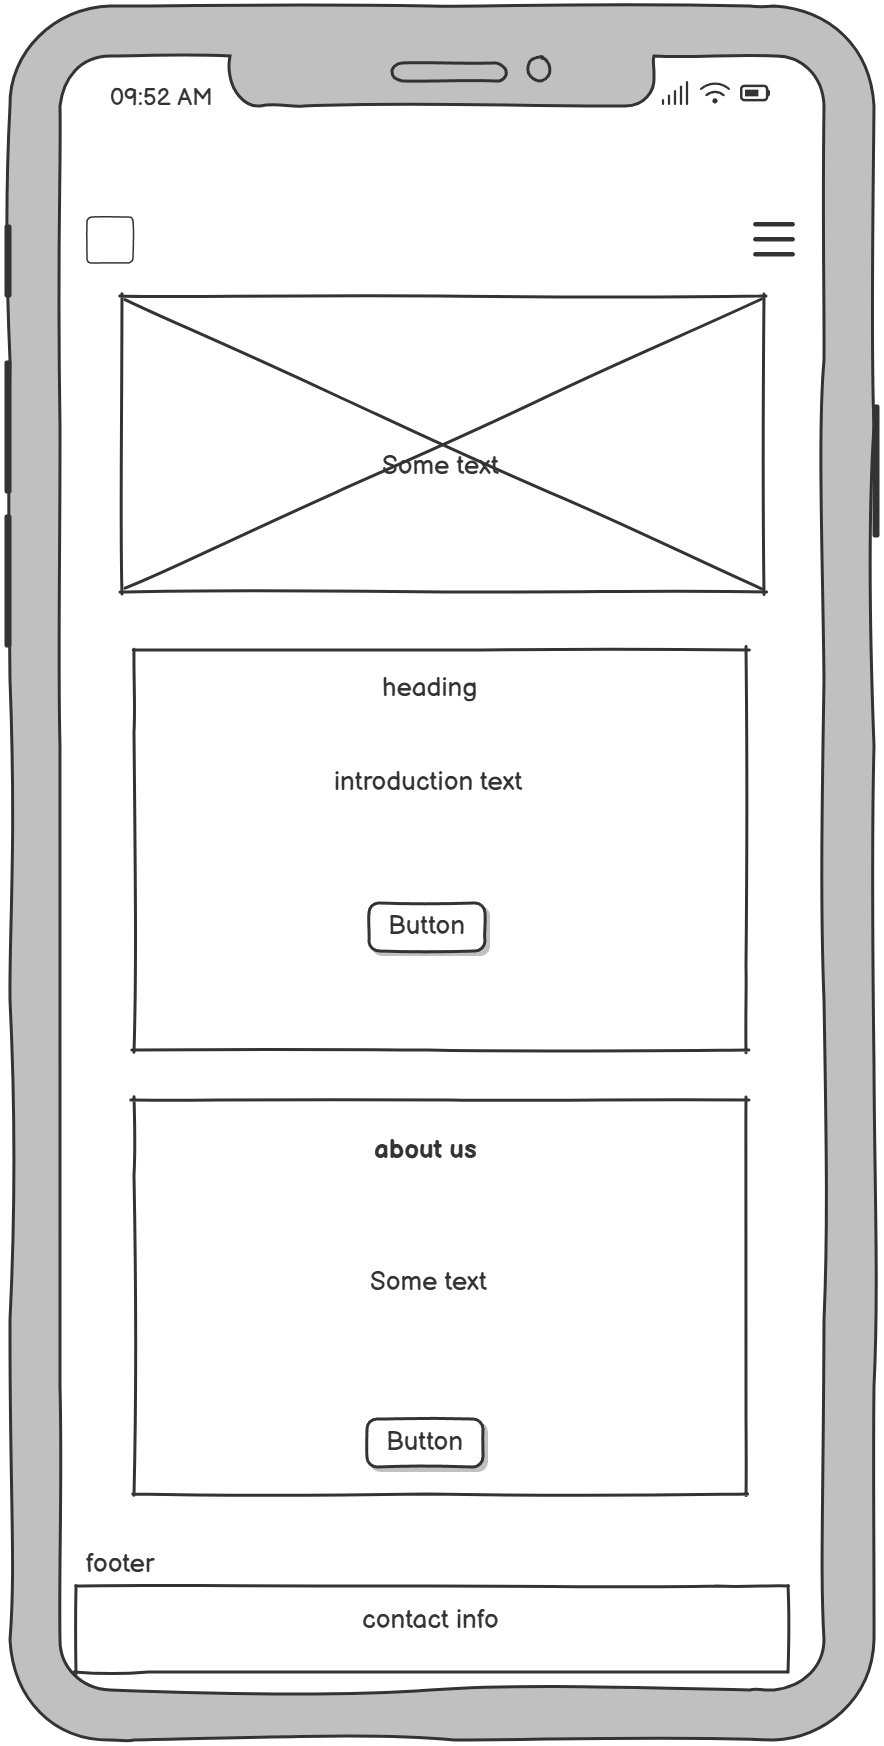 09:52 AM
Some text
heading
introduction text
Button
about us
Some text
Button
footer
contact info